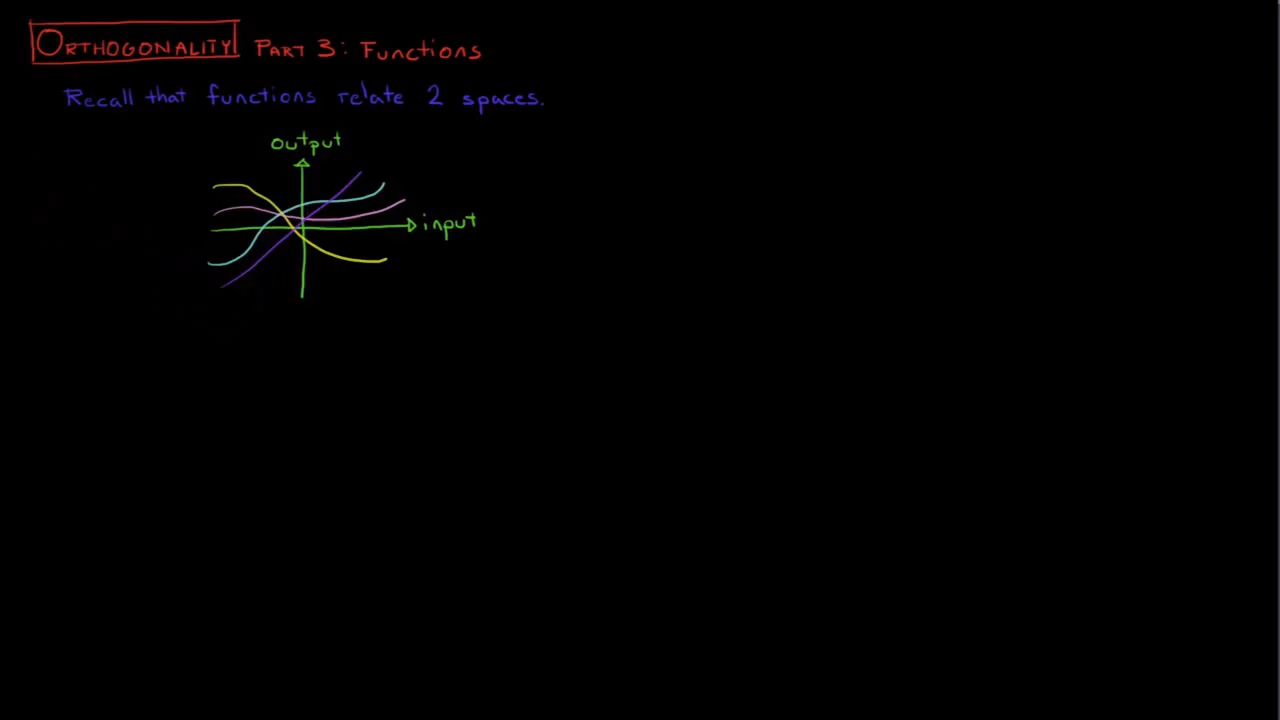 ORTHOGONALITY PART 3: Functions
Recall that functions relate 2 spaces.
output
input